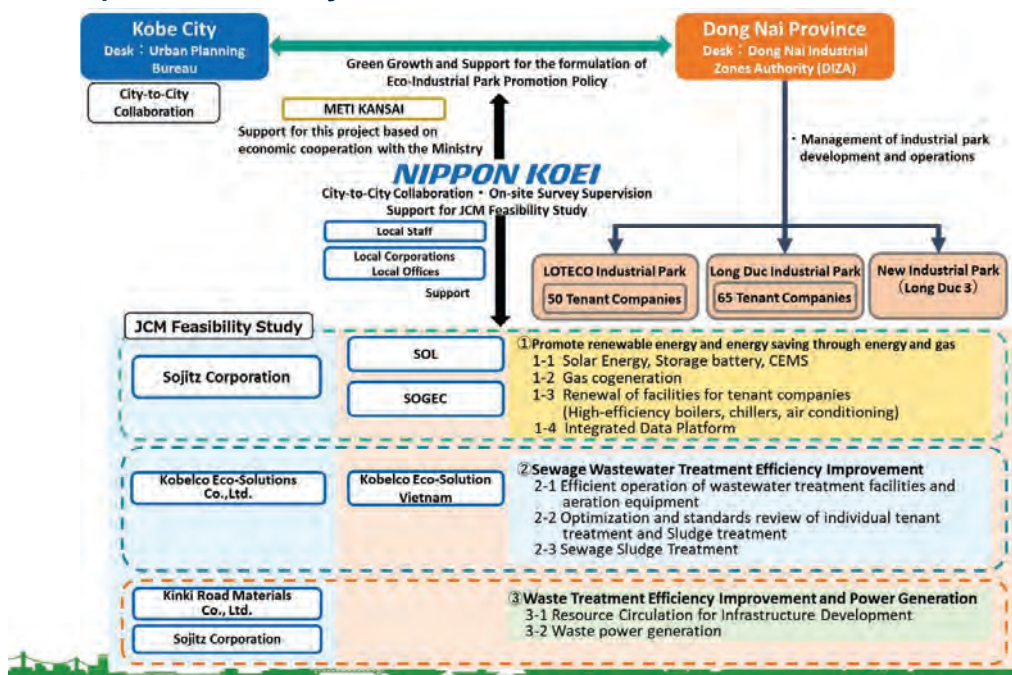 Kobe City
Desk：Urban Planning
Bureau
City-to-City
Collaboration
Dong Nai Province
Desk：Dong Nai Industrial
Zones Authority (DIZA)
Green Growth and Support for the formulation of
Eco-Industrial Park Promotion Policy
METI KANSAI
Support for this project based on
economic cooperation with the Ministry
・Management of industrial park
development and operations
NIPPON KOEI
City-to-City Collaboration・On-site Survey Supervision
Support for JCM Feasibility Study
Local Staff
Local Corporations
Local Offices
Support
LOTECO Industrial Park
50 Tenant Companies
Long Duc Industrial Park
65 Tenant Companies
New Industrial Park
（Long Duc 3）
JCM Feasibility Study
Sojitz Corporation
SOL
SOGEC
①Promote renewable energy and energy saving through energy and gas
1-1 Solar Energy, Storage battery, CEMS
1-2 Gas cogeneration
1-3 Renewal of facilities for tenant companies
(High-efficiency boilers, chillers, air conditioning)
1-4 Integrated Data Platform
Kobelco Eco-Solutions
Co.,Ltd.
Kobelco Eco-Solution
Vietnam
②Sewage Wastewater Treatment Efficiency Improvement
2-1 Efficient operation of wastewater treatment facilities and
aeration equipment
2-2 Optimization and standards review of individual tenant
treatment and Sludge treatment
2-3 Sewage Sludge Treatment
Kinki Road Materials
Co., Ltd.
Sojitz Corporation
③Waste Treatment Efficiency Improvement and Power Generation
3-1 Resource Circulation for Infrastructure Development
3-2 Waste power generation